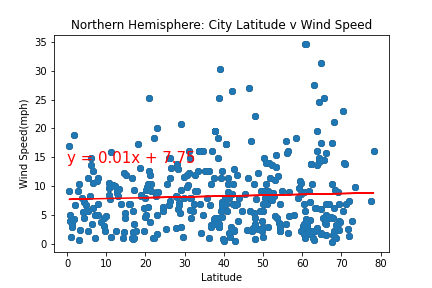 Northern Hemisphere: City Latitude v Wind Speed
35
30
25
20
15
10
5
0
Wind Speed(mph)
y = 0.01x + 7.75
0 10 20 30 40 50 60 70 80
Latitude